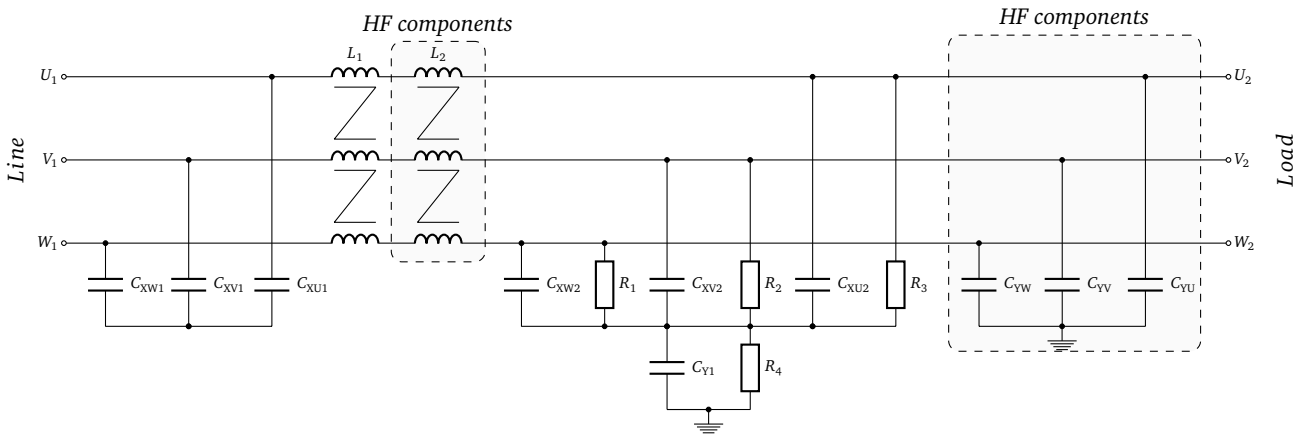 HF components
HF components
L1 L2
U1 U2
Line
V1 V2
Load
W1 W2
CXW1 CXV1 CXU1 CXW2 R1 CXV2 R2 CXU2 R3 CYW CYV CYU
CY1 R4